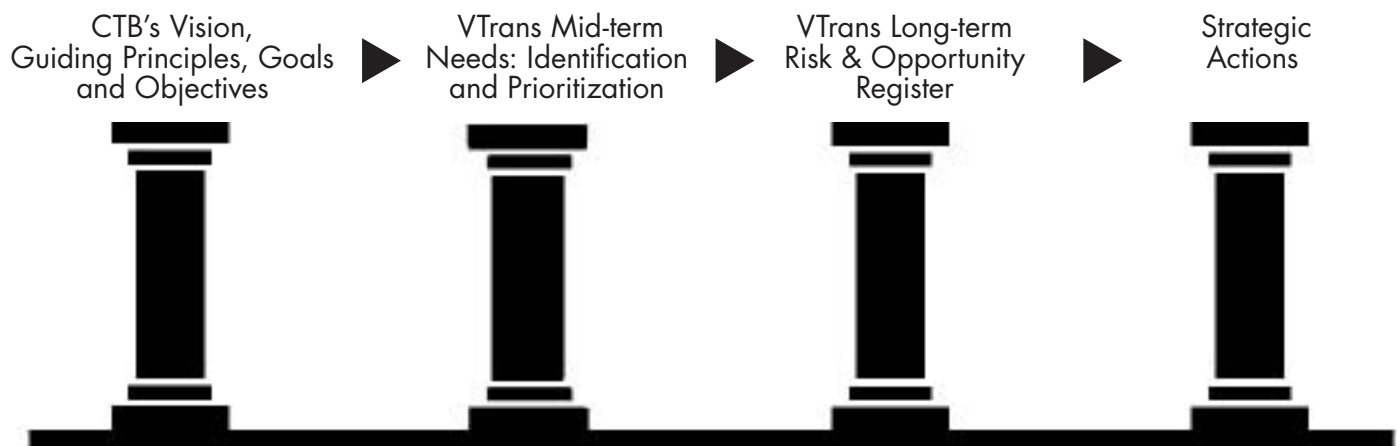 CTB's Vision,
Guiding Principles, Goals
and Objectives
VTrans Mid-term
Needs: Identification
and Prioritization
VTrans Long-term
Risk & Opportunity
Register
Strategic
Actions